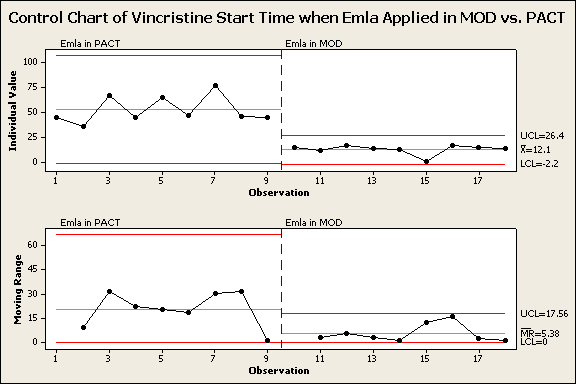 Control Chart of Vincristine Start Time when Emla Applied in MOD vs. PACT
Emla in PACT
Emla in MOD
Individual Value
100
75
50
25
0
UCL=26.4
X̅=12.1
LCL=-2.2
1
3
5
7
9
11
13
15
17
Observation
Emla in PACT
Emla in MOD
Moving Range
60
45
30
15
0
UCL=17.56
M̅R̅=5.38
LCL=0
1
3
5
7
9
11
13
15
17
Observation